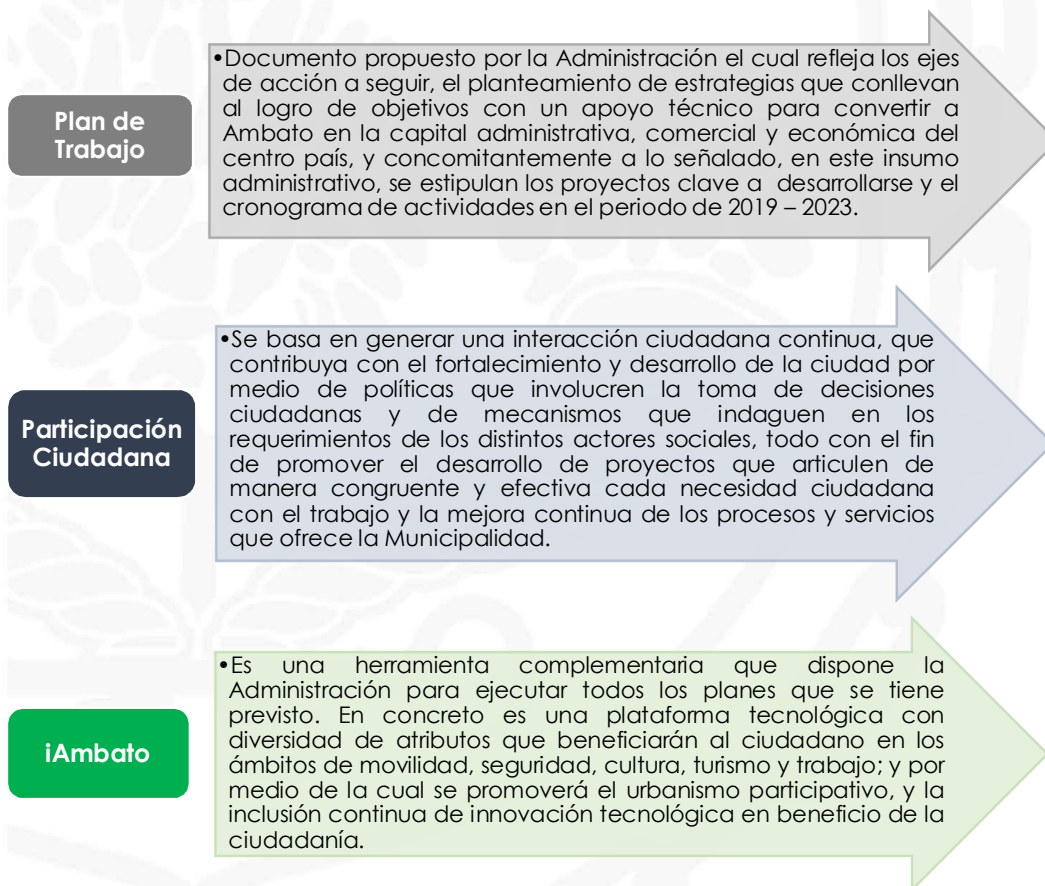 Plan de
Trabajo
•Documento propuesto por la Administración el cual refleja los ejes
de acción a seguir, el planteamiento de estrategias que conllevan
al logro de objetivos con un apoyo técnico para convertir a
Ambato en la capital administrativa, comercial y económica del
centro país, y concomitantemente a lo señalado, en este insumo
administrativo, se estipulan los proyectos clave a desarrollarse y el
cronograma de actividades en el periodo de 2019 – 2023.
Participación
Ciudadana
•Se basa en generar una interacción ciudadana continua, que
contribuya con el fortalecimiento y desarrollo de la ciudad por
medio de políticas que involucren la toma de decisiones
ciudadanas y de mecanismos que indaguen en los
requerimientos de los distintos actores sociales, todo con el fin
de promover el desarrollo de proyectos que articulen de
manera congruente y efectiva cada necesidad ciudadana
con el trabajo y la mejora continua de los procesos y servicios
que ofrece la Municipalidad.
iAmbato
•Es una herramienta complementaria que dispone la
Administración para ejecutar todos los planes que se tiene
previsto. En concreto es una plataforma tecnológica con
diversidad de atributos que beneficiarán al ciudadano en los
ámbitos de movilidad, seguridad, cultura, turismo y trabajo; y por
medio de la cual se promoverá el urbanismo participativo, y la
inclusión continua de innovación tecnológica en beneficio de la
ciudadanía.